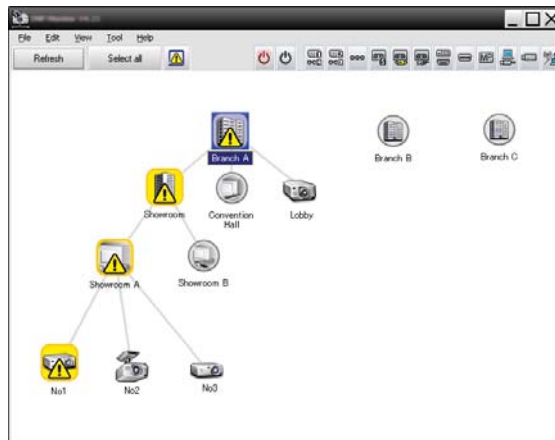 File Edit View Tool Help
Refresh Select all
Branch A
Branch B
Branch C
Showroom
Convention
Hall
Lobby
Showroom A
Showroom B
No1
No2
No3